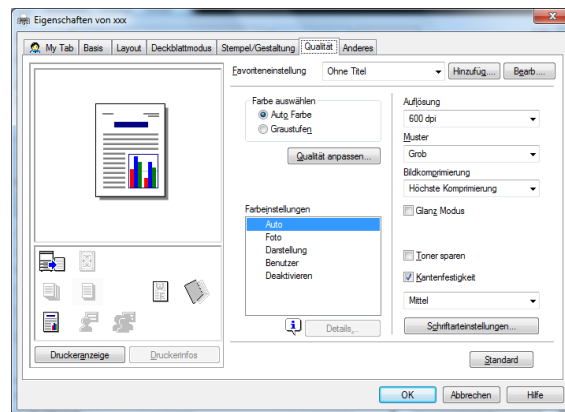 Eigenschaften von xxx
My Tab Basis Layout Deckblattmodus Stempel/Gestaltung Qualität Anderes
Favoriteneinstellung Ohne Titel Hinzufüg.... Bearb....
Farbe auswählen
Auto Farbe
Graustufen
Qualität anpassen...
Farbeinstellungen
Auto
Foto
Darstellung
Benutzer
Deaktivieren
Details...
Auflösung
600 dpi
Muster
Grob
Bildkomprimierung
Höchste Komprimierung
Glanz Modus
Toner sparen
Kantenfestigkeit
Mittel
Schriftarteinstellungen...
Druckeranzeige Druckerinfos
Standard
OK Abbrechen Hilfe